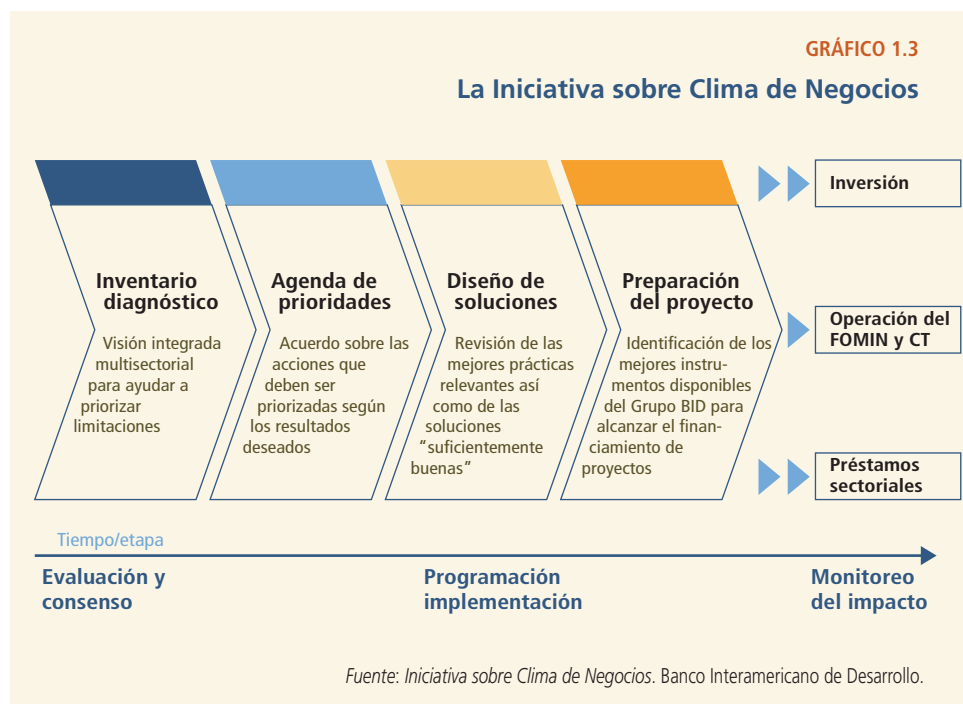 GRÁFICO 1.3
La Iniciativa sobre Clima de Negocios
Inventario
diagnóstico
Visión integrada
multisectorial
para ayudar a
priorizar
limitaciones
Agenda de
prioridades
Acuerdo sobre las
acciones que
deben ser
priorizadas según
los resultados
deseados
Diseño de
soluciones
Revisión de las
mejores prácticas
relevantes así
como de las
soluciones
“suficientemente
buenas”
Preparación
del proyecto
Identificación de los
mejores instru-
mentos disponibles
del Grupo BID para
alcanzar el finan-
ciamiento de
proyectos
Inversión
Operación del
FOMIN y CT
Préstamos
sectoriales
Tiempo/etapa
Evaluación y
consenso
Programación
implementación
Monitoreo
del impacto
Fuente: Iniciativa sobre Clima de Negocios. Banco Interamericano de Desarrollo.